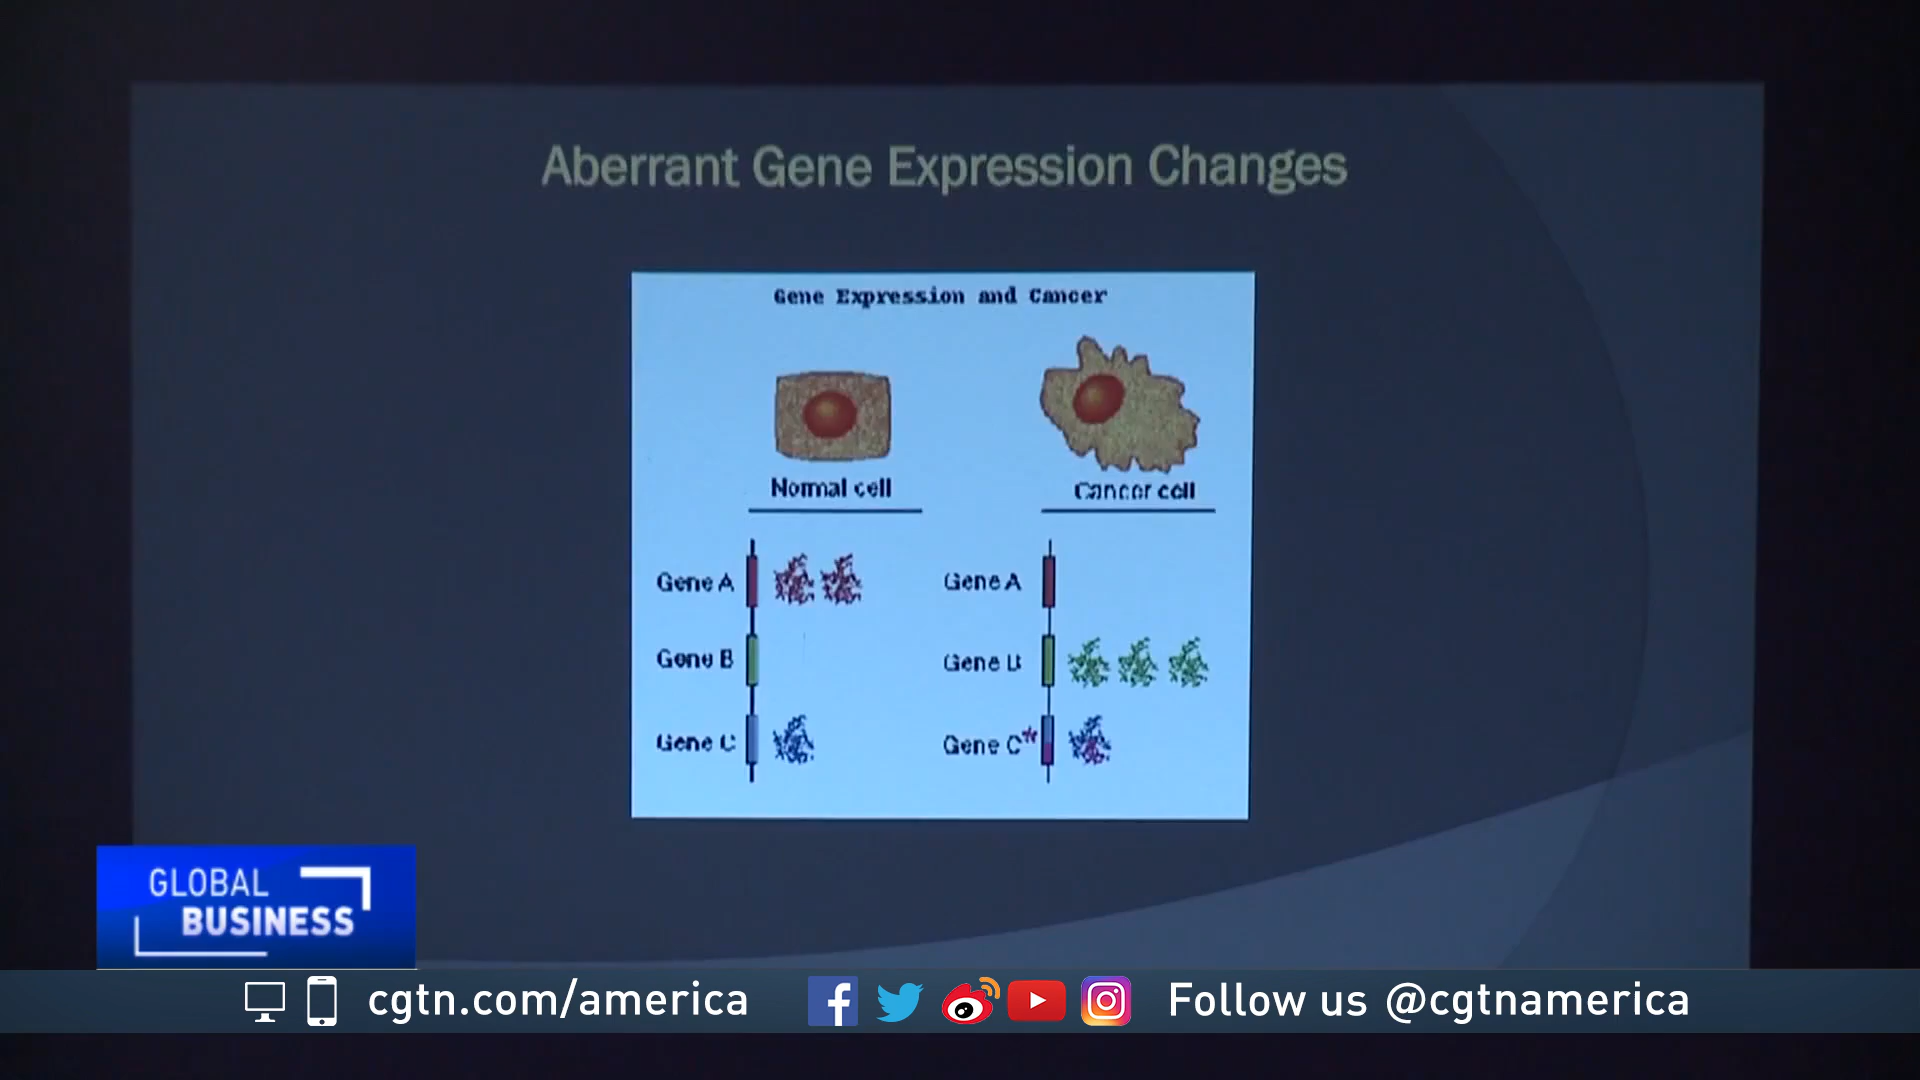 Aberrant Gene Expression Changes
Gene Expression and Cancer
Normal cell
Cancer cell
Gene A
Gene A
Gene B
Gene B
Gene C
Gene C*
GLOBAL
BUSINESS
cgtn.com/america
Follow us @cgtnamerica